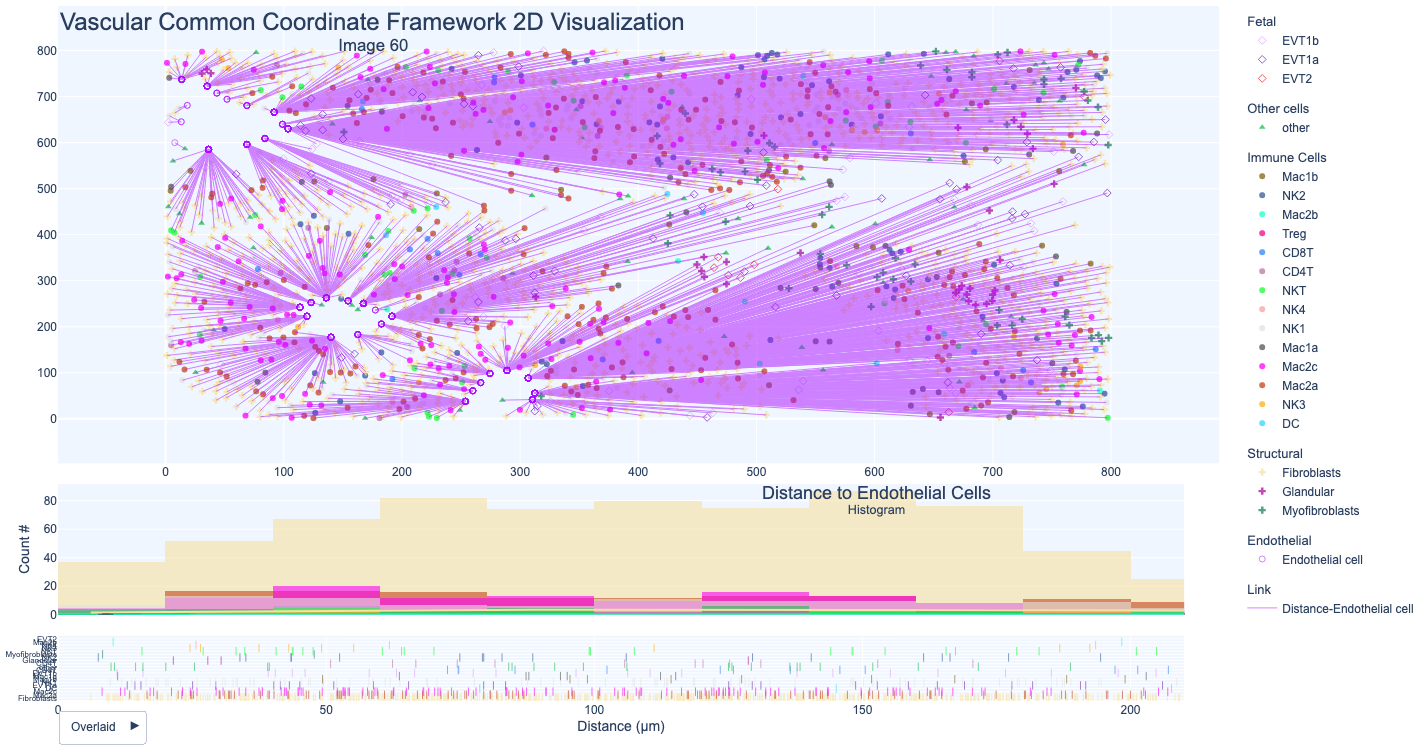 Vascular Common Coordinate Framework 2D Visualization
Image 60
800
700
600
500
400
300
200
100
0
0 100 200 300 400 500 600 700 800
Fetal
EVT1b
EVT1a
EVT2
Other cells
other
Immune Cells
Mac1b
NK2
Mac2b
Treg
CD8T
CD4T
NKT
NK4
NK1
Mac1a
Mac2c
Mac2a
NK3
DC
Structural
Fibroblasts
Glandular
Myofibroblasts
Endothelial
Endothelial cell
Link
Distance-Endothelial cell
Distance to Endothelial Cells
Histogram
Count #
80
60
40
20
0
Myofibroblasts
Glandular
Fibroblasts
0 50 100 150 200
Distance (μm)
Overlaid